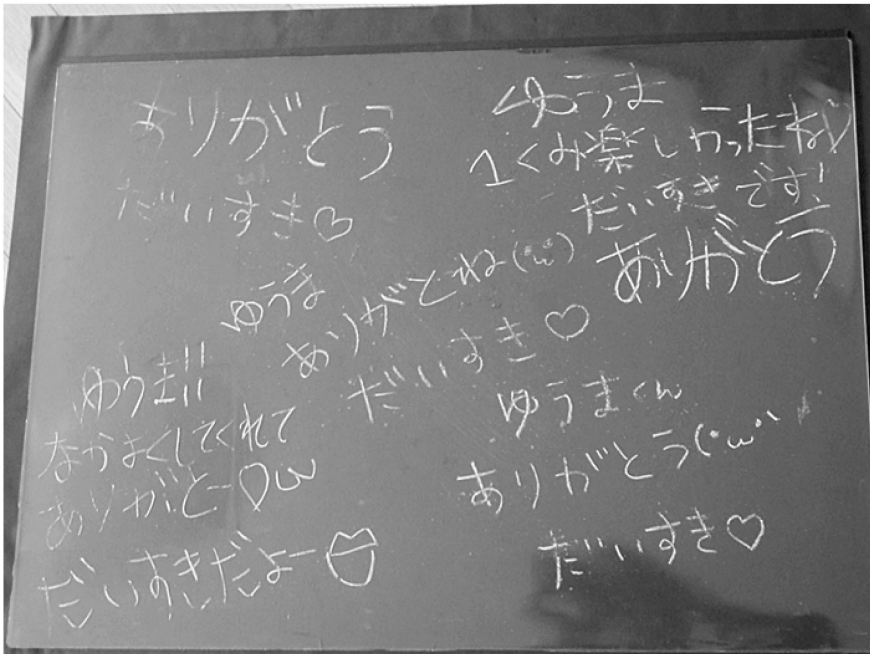 ありがとう
だいすき♡
ゆうま
1くみ楽しかったね♡
だいすきです!
ありがとう
ゆうま
ありがとね(¨ω)
だいすき♡
ゆうま!!
なかよくしてくれて
ありがとー♡ω
だいすきだよー
ゆうまくん
ありがとう(¨ω¨
だいすき♡